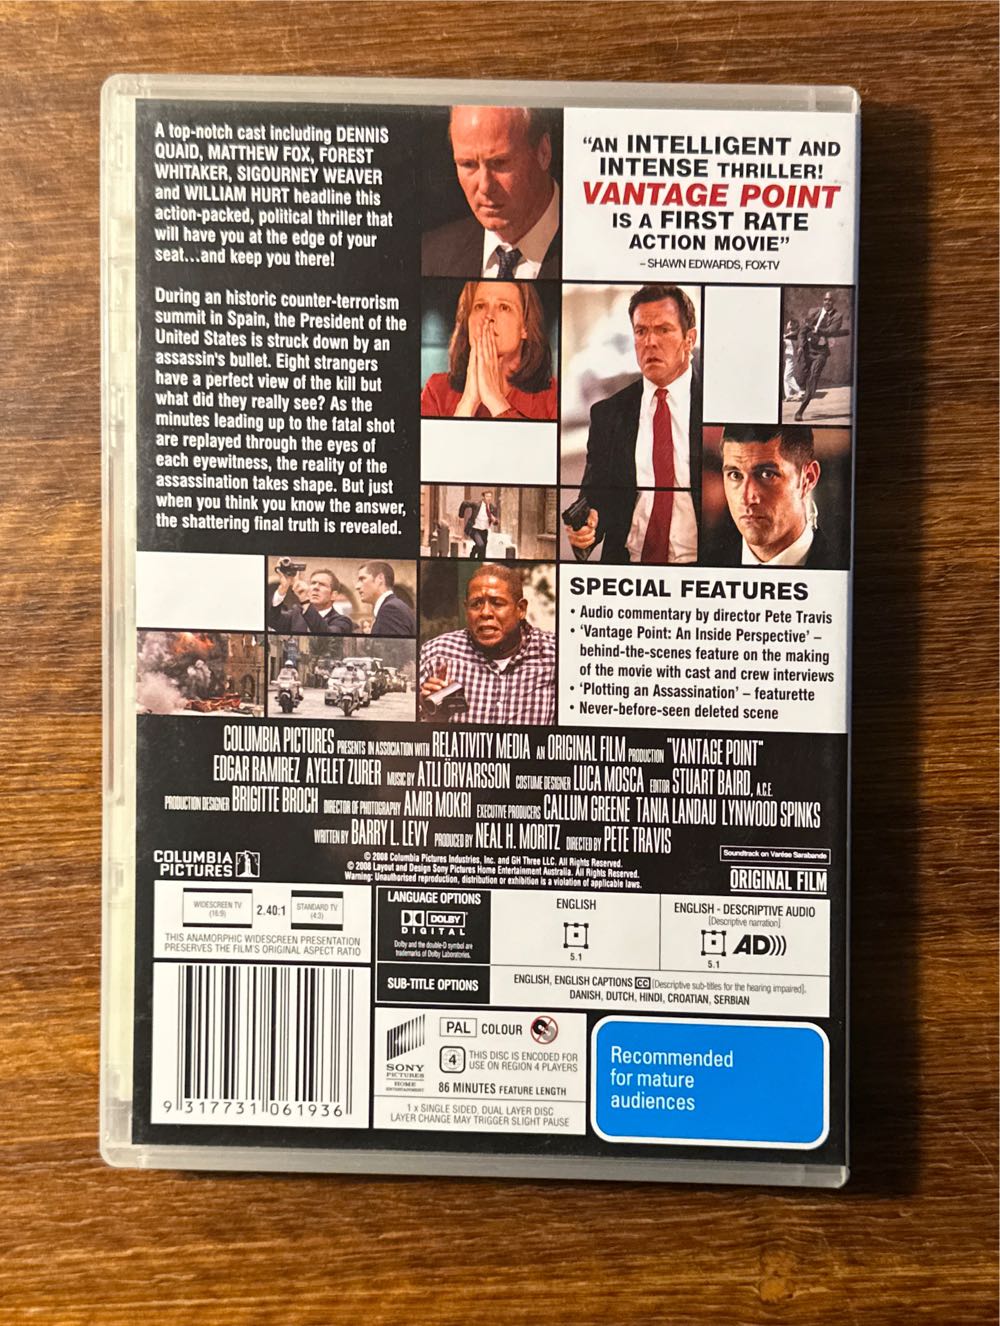 A top-notch cast including DENNIS
QUAID, MATTHEW FOX, FOREST
WHITAKER, SIGOURNEY WEAVER
and WILLIAM HURT headline this
action-packed, political thriller that
will have you at the edge of your
seat...and keep you there!
During an historic counter-terrorism
summit in Spain, the President of the
United States is struck down by an
assassin's bullet. Eight strangers
have a perfect view of the kill but
what did they really see? As the
minutes leading up to the fatal shot
are replayed through the eyes of
each eyewitness, the reality of the
assassination takes shape. But just
when you think you know the answer,
the shattering final truth is revealed.
"AN INTELLIGENT AND
INTENSE THRILLER!
VANTAGE POINT
IS A FIRST RATE
ACTION MOVIE"
– SHAWN EDWARDS, FOX-TV
SPECIAL FEATURES
• Audio commentary by director Pete Travis
• 'Vantage Point: An Inside Perspective' –
behind-the-scenes feature on the making
of the movie with cast and crew interviews
• 'Plotting an Assassination' – featurette
• Never-before-seen deleted scene
COLUMBIA PICTURES PRESENTS IN ASSOCIATION WITH RELATIVITY MEDIA AN ORIGINAL FILM PRODUCTION "VANTAGE POINT"
EDGAR RAMIREZ AYELET ZURER MUSIC BY ATLI ÖRVARSSON COSTUME DESIGNER LUCA MOSCA EDITOR STUART BAIRD, A.C.E.
PRODUCTION DESIGNER BRIGITTE BROCH DIRECTOR OF PHOTOGRAPHY AMIR MOKRI EXECUTIVE PRODUCERS CALLUM GREENE TANIA LANDAU LYNWOOD SPINKS
WRITTEN BY BARRY L. LEVY PRODUCED BY NEAL H. MORITZ DIRECTED BY PETE TRAVIS
COLUMBIA
PICTURES
© 2008 Columbia Pictures Industries, Inc. and GH Three LLC. All Rights Reserved.
© 2008 Layout and Design Sony Pictures Home Entertainment Australia. All Rights Reserved.
Warning: Unauthorised reproduction, distribution or exhibition is a violation of applicable laws.
Soundtrack on Varèse Sarabande
ORIGINAL FILM
WIDESCREEN TV
(16:9)
2.40:1
STANDARD TV
(4:3)
THIS ANAMORPHIC WIDESCREEN PRESENTATION
PRESERVES THE FILM'S ORIGINAL ASPECT RATIO
LANGUAGE OPTIONS
DOLBY
DIGITAL
Dolby and the double-D symbol are
trademarks of Dolby Laboratories.
ENGLISH
5.1
ENGLISH - DESCRIPTIVE AUDIO
[Descriptive narration]
5.1
AD)))
SUB-TITLE OPTIONS
ENGLISH, ENGLISH CAPTIONS CC [Descriptive sub-titles for the hearing impaired].
DANISH, DUTCH, HINDI, CROATIAN, SERBIAN
9 317731 061936
SONY
PICTURES
HOME
ENTERTAINMENT
PAL COLOUR
4
THIS DISC IS ENCODED FOR
USE ON REGION 4 PLAYERS
86 MINUTES FEATURE LENGTH
1 x SINGLE SIDED, DUAL LAYER DISC
LAYER CHANGE MAY TRIGGER SLIGHT PAUSE
Recommended
for mature
audiences